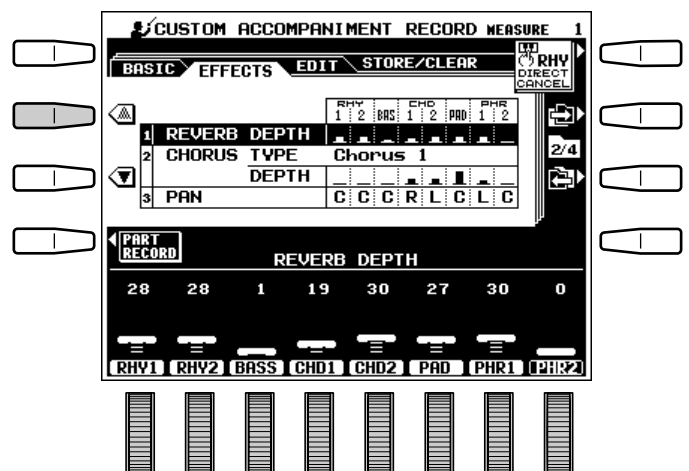 CUSTOM ACCOMPANIMENT RECORD MEASURE 1
BASIC EFFECTS EDIT STORE/CLEAR
RHY
DIRECT
CANCEL
RHY CHD PHR
1 2 BAS 1 2 PAD 1 2
1 REVERB DEPTH
2 CHORUS TYPE Chorus 1
2/4
DEPTH
3 PAN C C C R L C L C
PART
RECORD
REVERB DEPTH
28 28 1 19 30 27 30 0
RHY1 RHY2 BASS CHD1 CHD2 PAD PHR1 PHR2